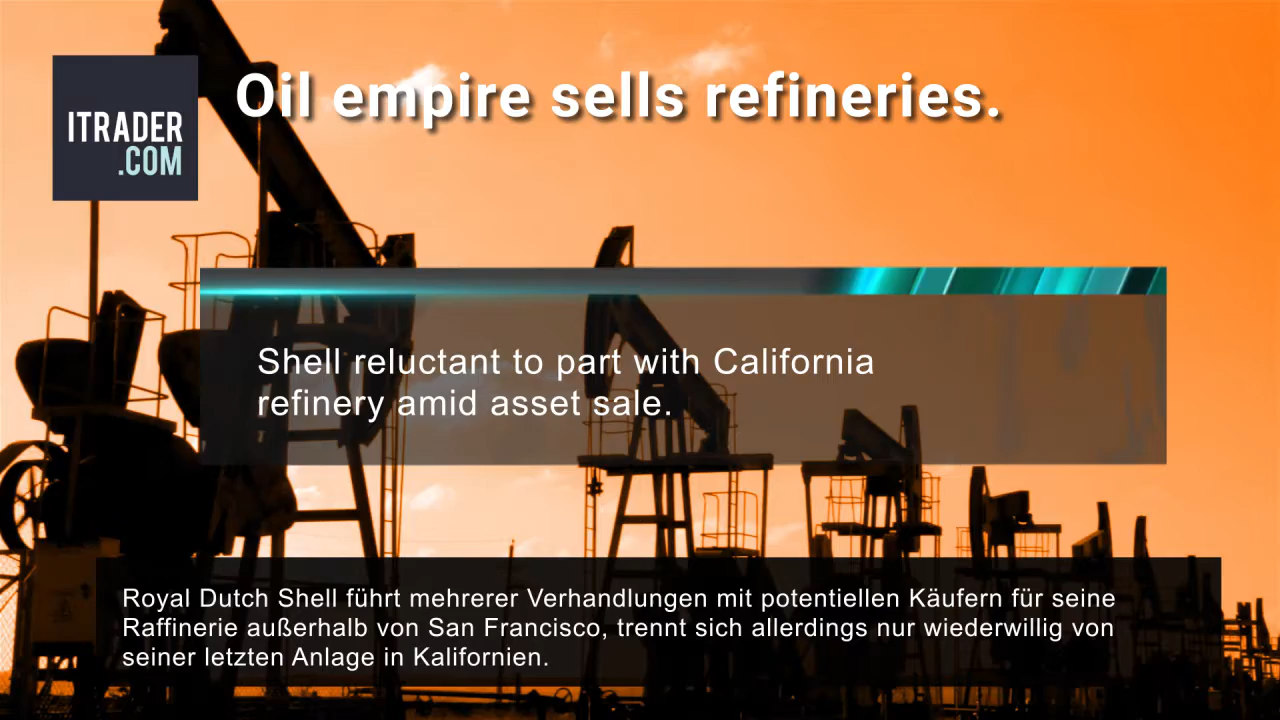 ITRADER
.COM
Oil empire sells refineries.
Shell reluctant to part with California
refinery amid asset sale.
Royal Dutch Shell führt mehrerer Verhandlungen mit potentiellen Käufern für seine
Raffinerie außerhalb von San Francisco, trennt sich allerdings nur wiederwillig von
seiner letzten Anlage in Kalifornien.